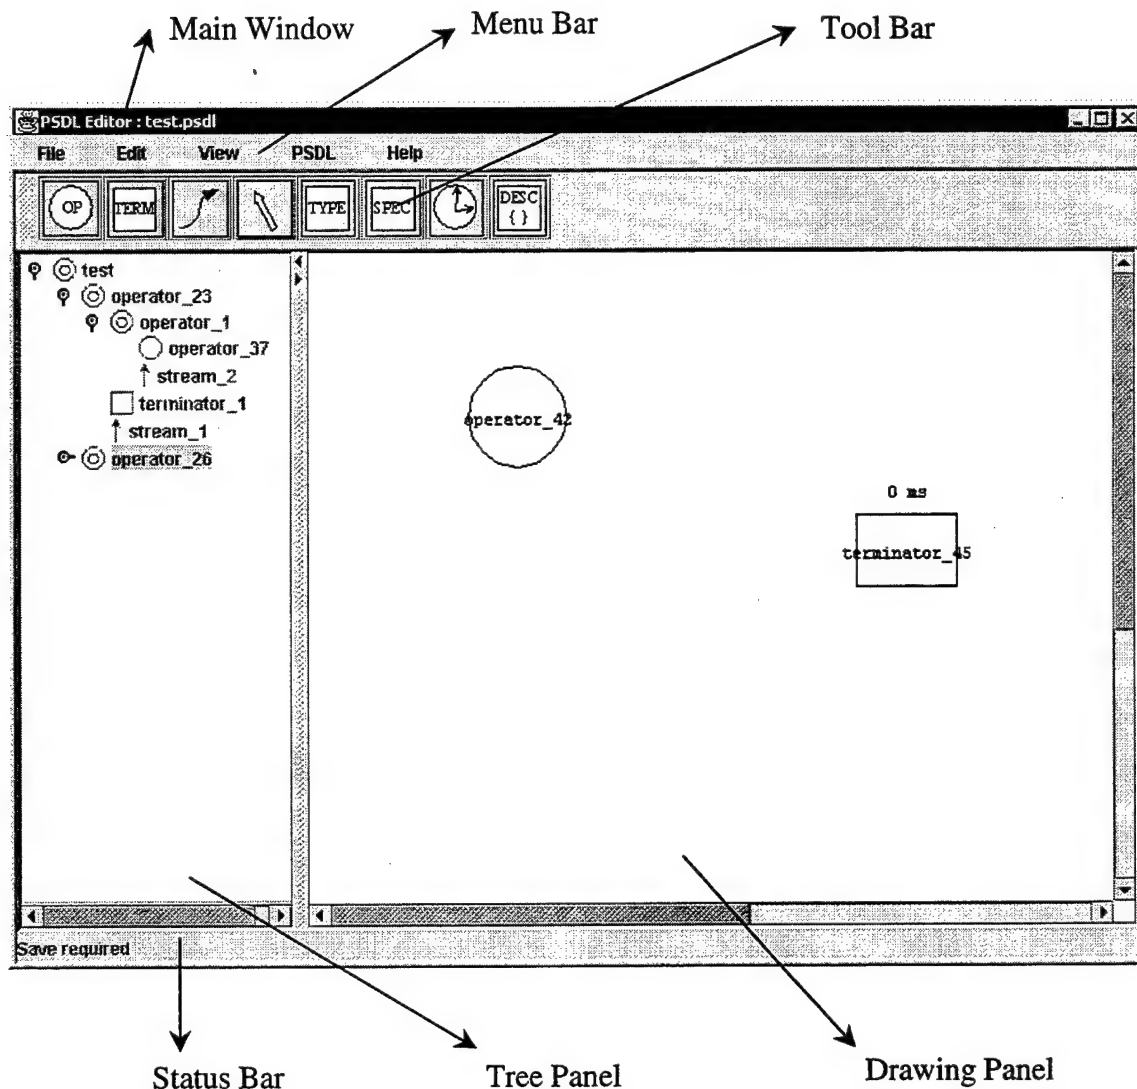 Main Window
Menu Bar
Tool Bar
PSDL Editor : test.psdl
File Edit View PSDL Help
OP TERM TYPE SPEC DESC
{ }
test
operator_23
operator_1
operator_37
stream_2
terminator_1
stream_1
operator_26
operator_42
0 ms
terminator_45
Save required
Status Bar
Tree Panel
Drawing Panel